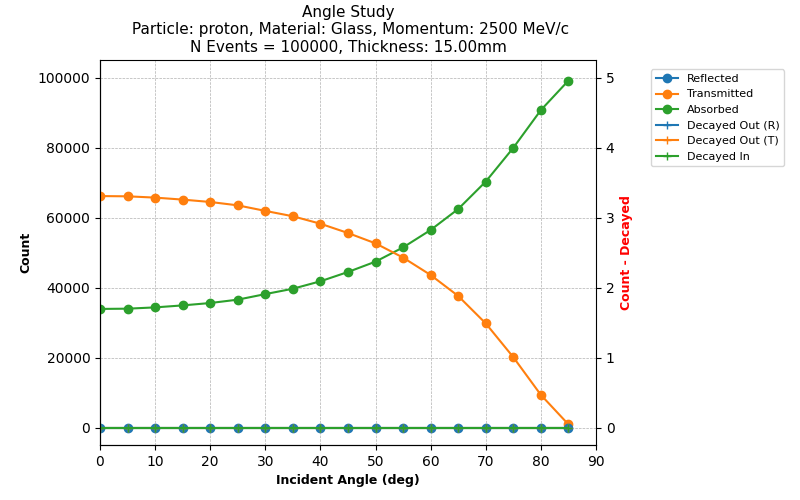 Angle Study
Particle: proton, Material: Glass, Momentum: 2500 MeV/c
N Events = 100000, Thickness: 15.00mm
100000
80000
60000
40000
20000
0
Count
5
4
3
2
1
0
Count - Decayed
0 10 20 30 40 50 60 70 80 90
Incident Angle (deg)
Reflected
Transmitted
Absorbed
Decayed Out (R)
Decayed Out (T)
Decayed In